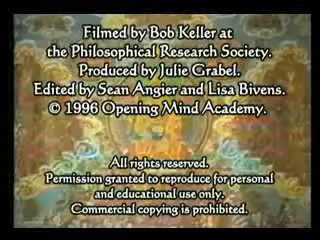 Filmed by Bob Keller at
the Philosophical Research Society.
Produced by Julie Grabel.
Edited by Sean Angier and Lisa Bivens.
© 1996 Opening Mind Academy.
All rights reserved.
Permission granted to reproduce for personal
and educational use only.
Commercial copying is prohibited.